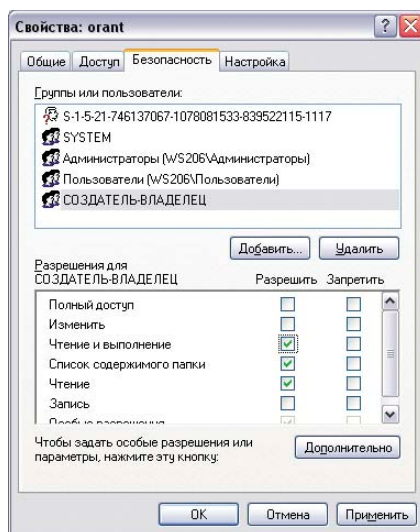 Свойства: orant
Общие Доступ Безопасность Настройка
Группы или пользователи:
S-1-5-21-746137067-1078081533-839522115-1117
SYSTEM
Администраторы (WS206\Администраторы)
Пользователи (WS206\Пользователи)
СОЗДАТЕЛЬ-ВЛАДЕЛЕЦ
Добавить... Удалить
Разрешения для
СОЗДАТЕЛЬ-ВЛАДЕЛЕЦ Разрешить Запретить
Полный доступ
Изменить
Чтение и выполнение
Список содержимого папки
Чтение
Запись
Особые разрешения
Чтобы задать особые разрешения или
параметры, нажмите эту кнопку: Дополнительно
OK Отмена Применить